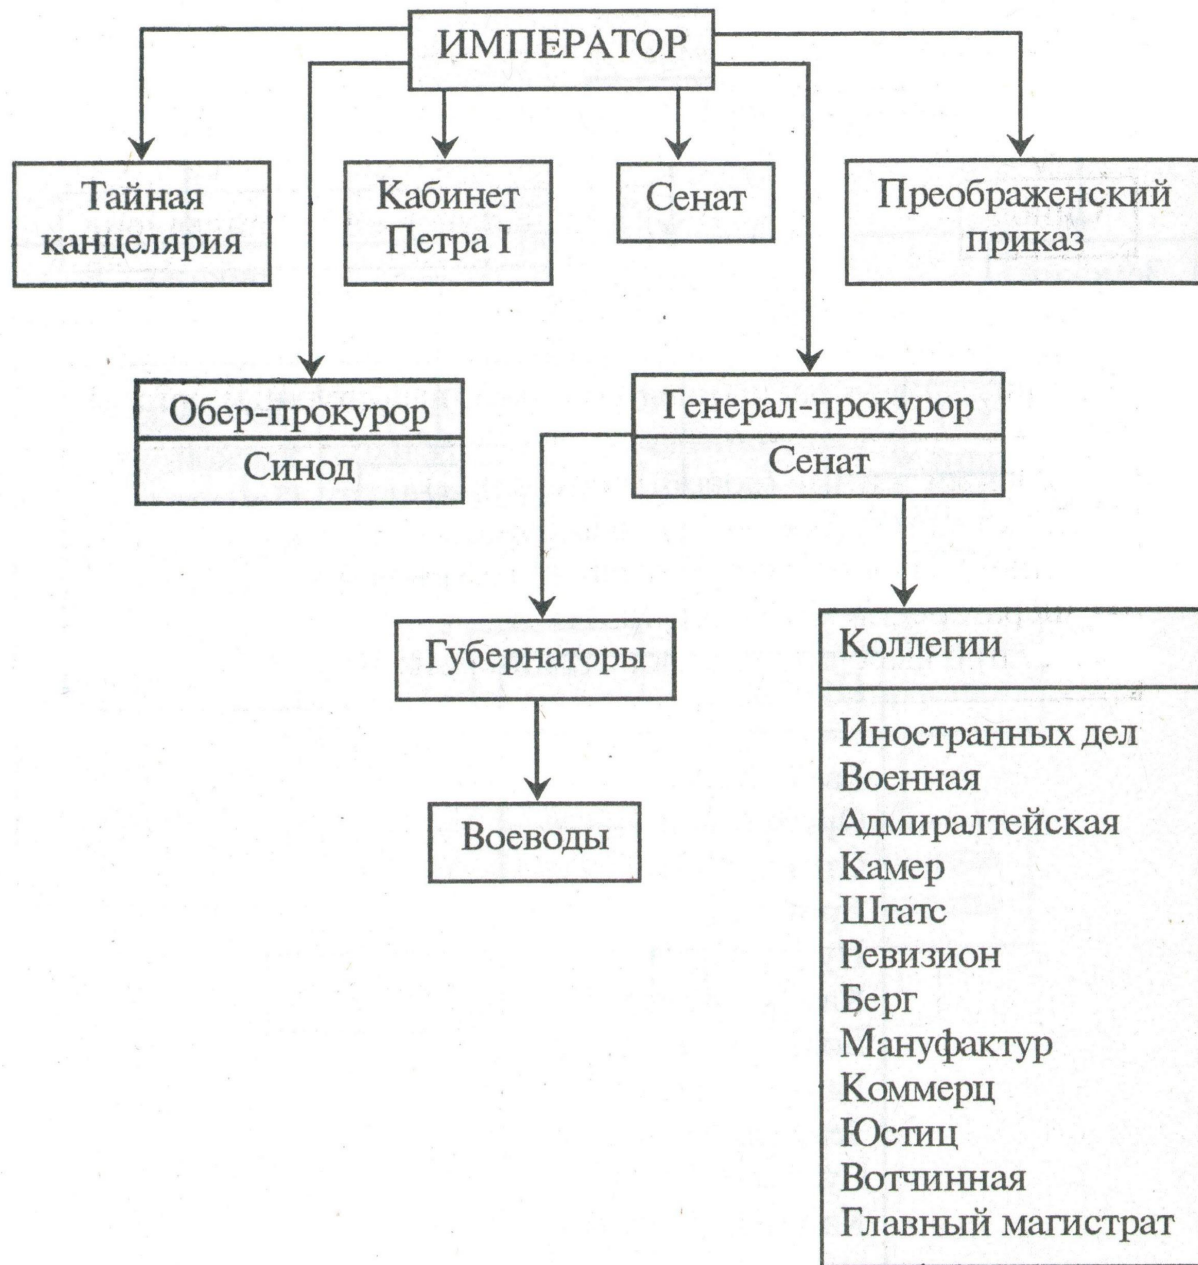 ИМПЕРАТОР
Тайная
канцелярия
Кабинет
Петра I
Сенат
Преображенский
приказ
Обер-прокурор
Синод
Генерал-прокурор
Сенат
Губернаторы
Воеводы
Коллегии
Иностранных дел
Военная
Адмиралтейская
Камер
Штатс
Ревизион
Берг
Мануфактур
Коммерц
Юстиц
Вотчинная
Главный магистрат